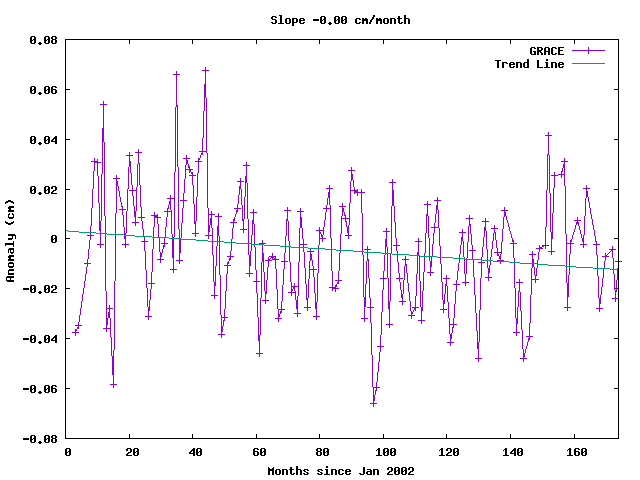 Slope -0.00 cm/month
GRACE
Trend Line
0.08
0.06
0.04
0.02
0
-0.02
-0.04
-0.06
-0.08
Anomaly (cm)
0 20 40 60 80 100 120 140 160
Months since Jan 2002